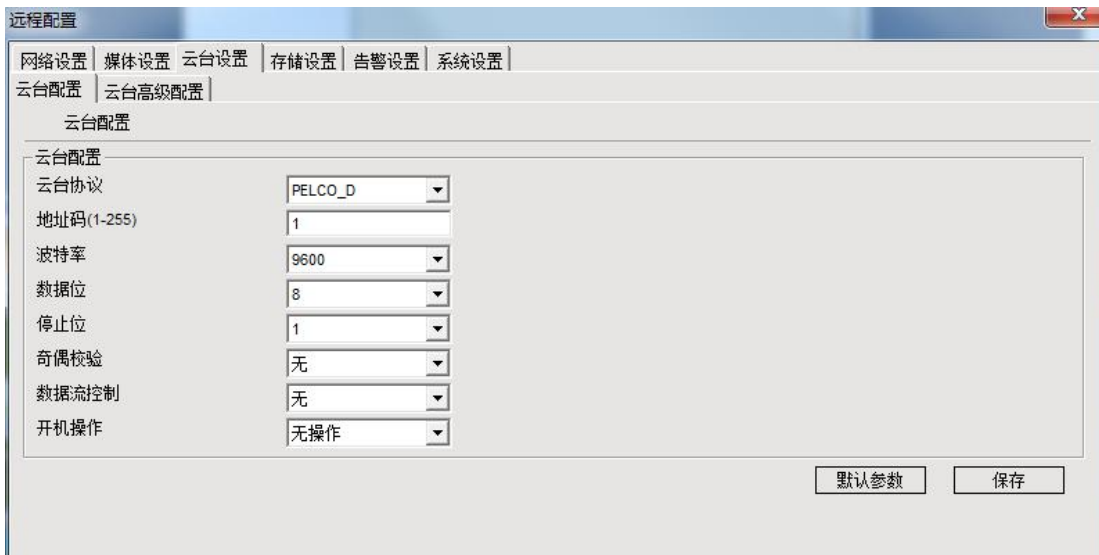 远程配置
网络设置 媒体设置 云台设置 存储设置 告警设置 系统设置
云台配置 云台高级配置
云台配置
云台配置
云台协议 PELCO_D
地址码(1-255) 1
波特率 9600
数据位 8
停止位 1
奇偶校验 无
数据流控制 无
开机操作 无操作
默认参数 保存